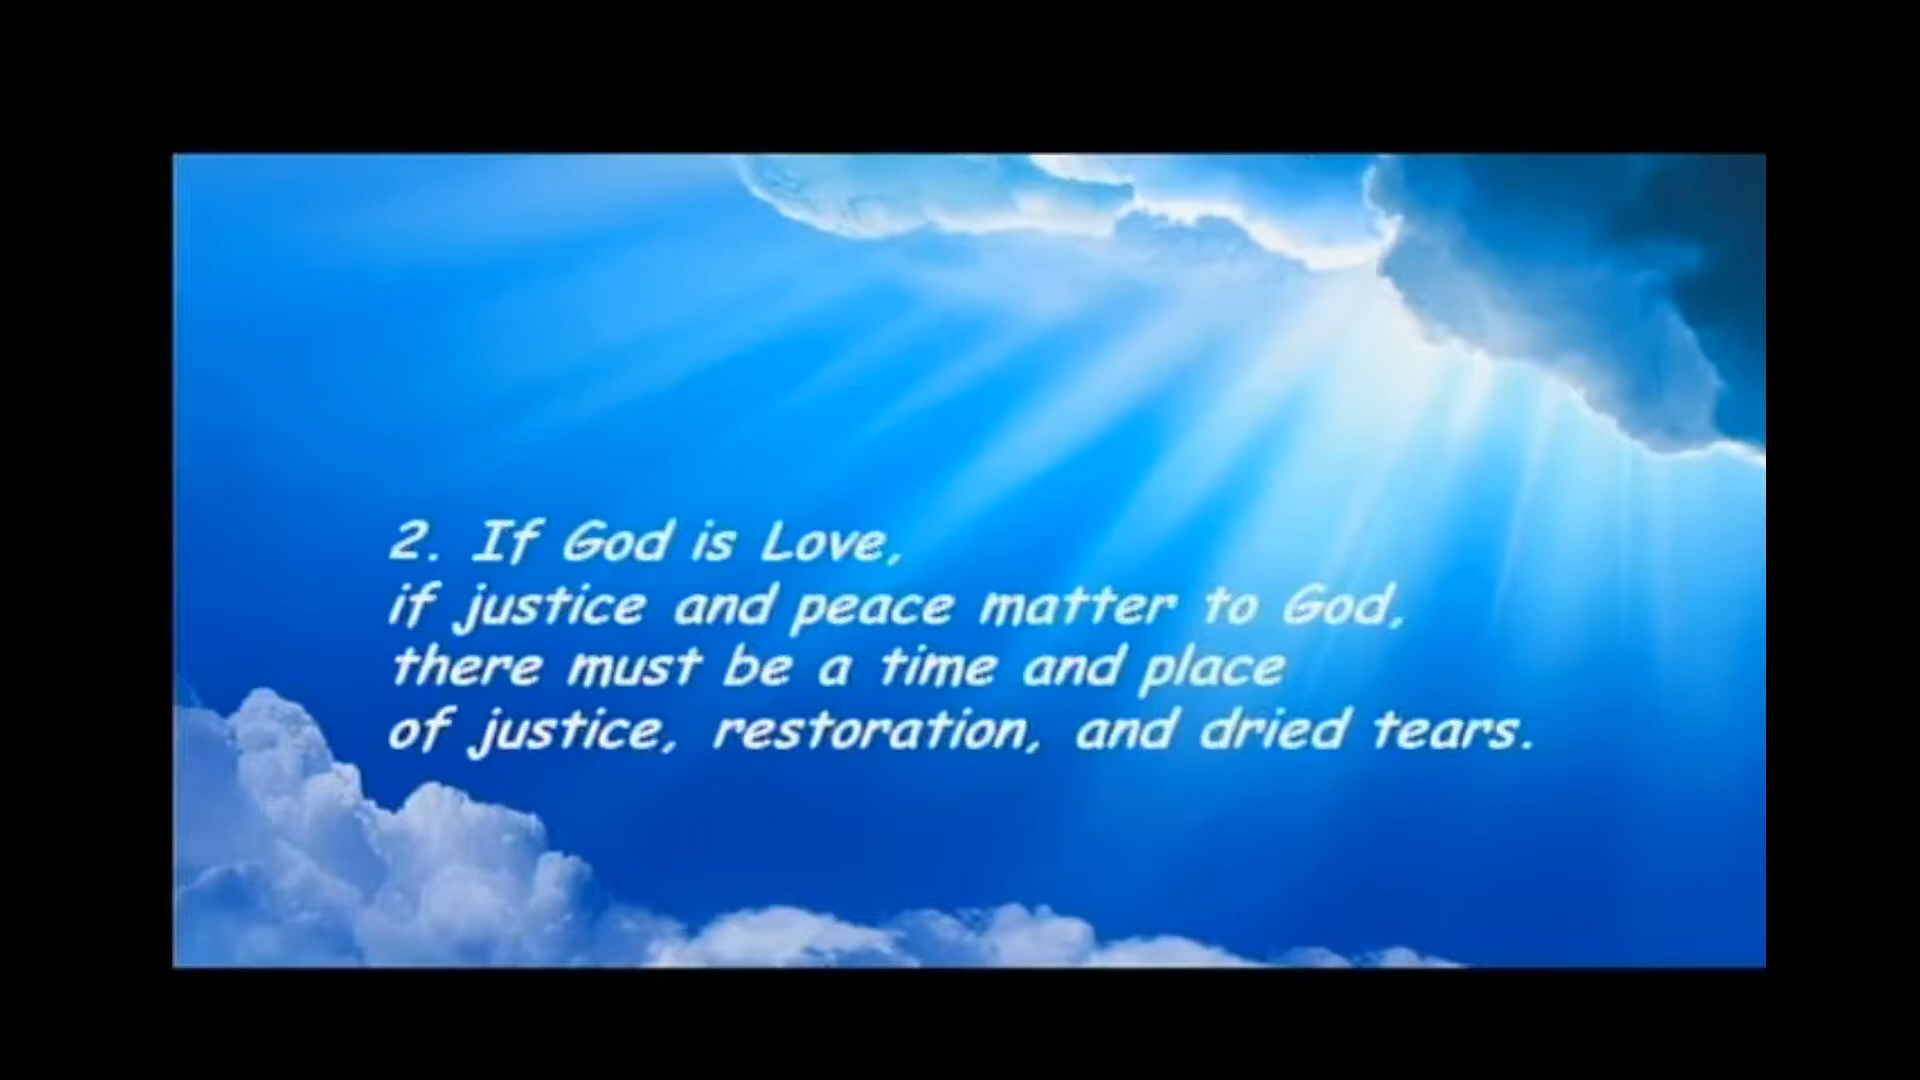 2. If God is Love,
if justice and peace matter to God,
there must be a time and place
of justice, restoration, and dried tears.